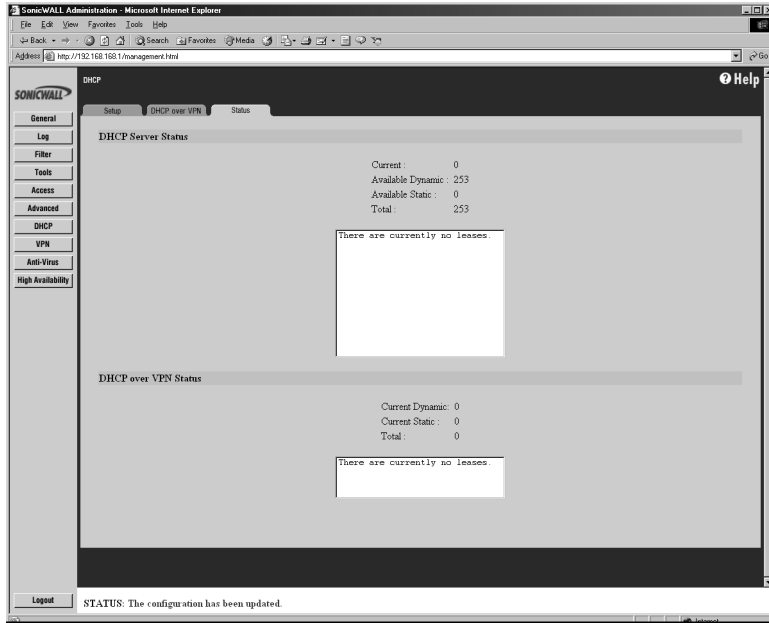 SonicWALL Administration - Microsoft Internet Explorer
File Edit View Favorites Tools Help
Back Search Favorites Media
Address http://192.168.168.1/management.html Go
SONICWALL
DHCP
Help
Setup DHCP over VPN Status
General
Log
Filter
Tools
Access
Advanced
DHCP
VPN
Anti-Virus
High Availability
DHCP Server Status
Current : 0
Available Dynamic : 253
Available Static : 0
Total : 253
There are currently no leases.
DHCP over VPN Status
Current Dynamic: 0
Current Static : 0
Total : 0
There are currently no leases.
Logout
STATUS: The configuration has been updated.
Internet